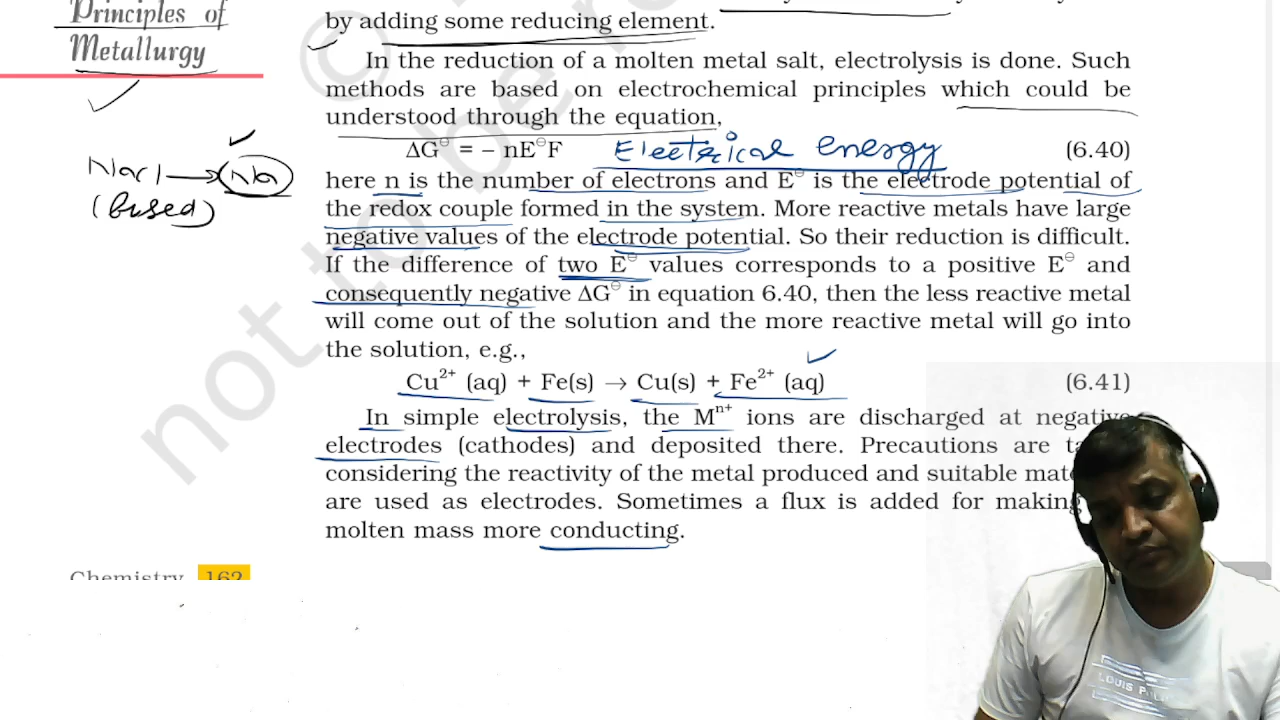 Principles of
Metallurgy
by adding some reducing element.
In the reduction of a molten metal salt, electrolysis is done. Such
methods are based on electrochemical principles which could be
understood through the equation,
ΔG⊖ = – nE⊖F Electrical energy (6.40)
NaCl → Na
(fused)
here n is the number of electrons and E⊖ is the electrode potential of
the redox couple formed in the system. More reactive metals have large
negative values of the electrode potential. So their reduction is difficult.
If the difference of two E⊖ values corresponds to a positive E⊖ and
consequently negative ΔG⊖ in equation 6.40, then the less reactive metal
will come out of the solution and the more reactive metal will go into
the solution, e.g.,
Cu2+ (aq) + Fe(s) → Cu(s) + Fe2+ (aq) (6.41)
In simple electrolysis, the Mn+ ions are discharged at negative
electrodes (cathodes) and deposited there. Precautions are
considering the reactivity of the metal produced and suitable
are used as electrodes. Sometimes a flux is added for making
molten mass more conducting.
Chemistry 162
© not to be
LOUIS